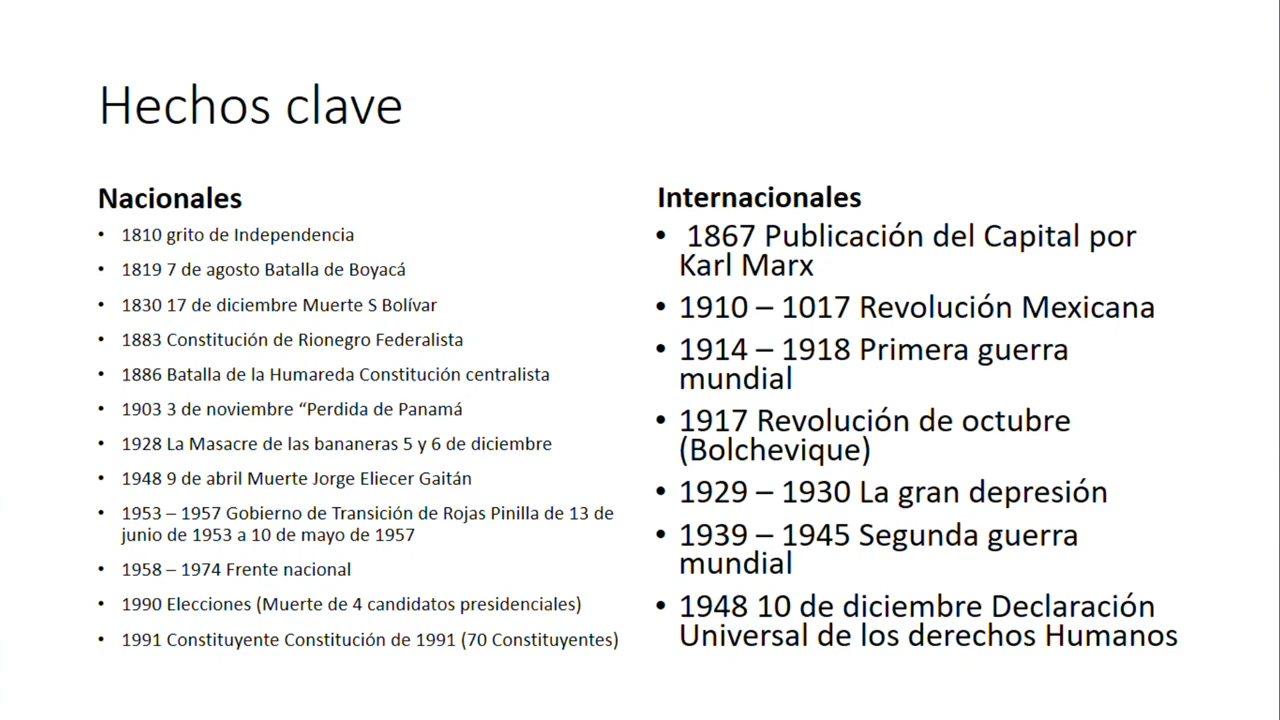 Hechos clave
Nacionales
• 1810 grito de Independencia
• 1819 7 de agosto Batalla de Boyacá
• 1830 17 de diciembre Muerte S Bolívar
• 1883 Constitución de Rionegro Federalista
• 1886 Batalla de la Humareda Constitución centralista
• 1903 3 de noviembre “Perdida de Panamá
• 1928 La Masacre de las bananeras 5 y 6 de diciembre
• 1948 9 de abril Muerte Jorge Eliecer Gaitán
• 1953 – 1957 Gobierno de Transición de Rojas Pinilla de 13 de
junio de 1953 a 10 de mayo de 1957
• 1958 – 1974 Frente nacional
• 1990 Elecciones (Muerte de 4 candidatos presidenciales)
• 1991 Constituyente Constitución de 1991 (70 Constituyentes)
Internacionales
• 1867 Publicación del Capital por
Karl Marx
• 1910 – 1017 Revolución Mexicana
• 1914 – 1918 Primera guerra
mundial
• 1917 Revolución de octubre
(Bolchevique)
• 1929 – 1930 La gran depresión
• 1939 – 1945 Segunda guerra
mundial
• 1948 10 de diciembre Declaración
Universal de los derechos Humanos